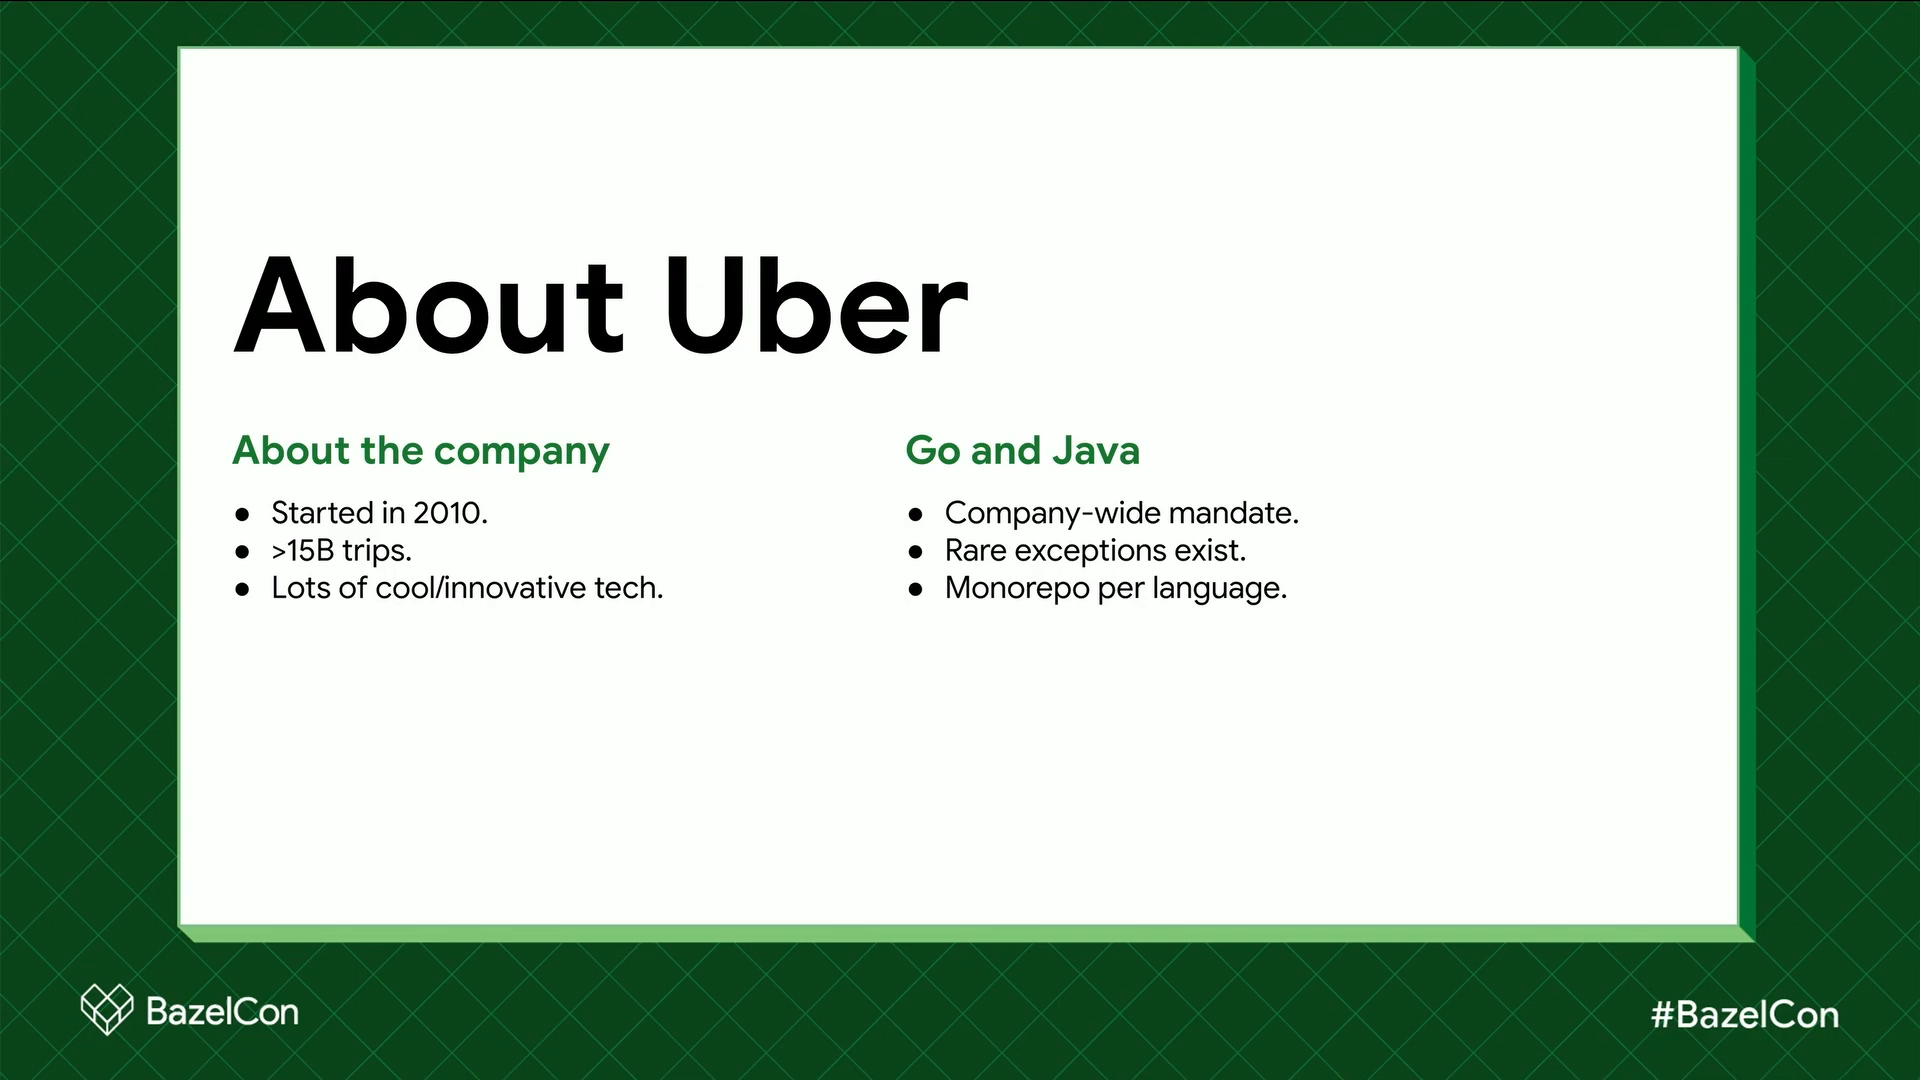 About Uber
About the company
● Started in 2010.
● >15B trips.
● Lots of cool/innovative tech.
Go and Java
● Company-wide mandate.
● Rare exceptions exist.
● Monorepo per language.
BazelCon
#BazelCon